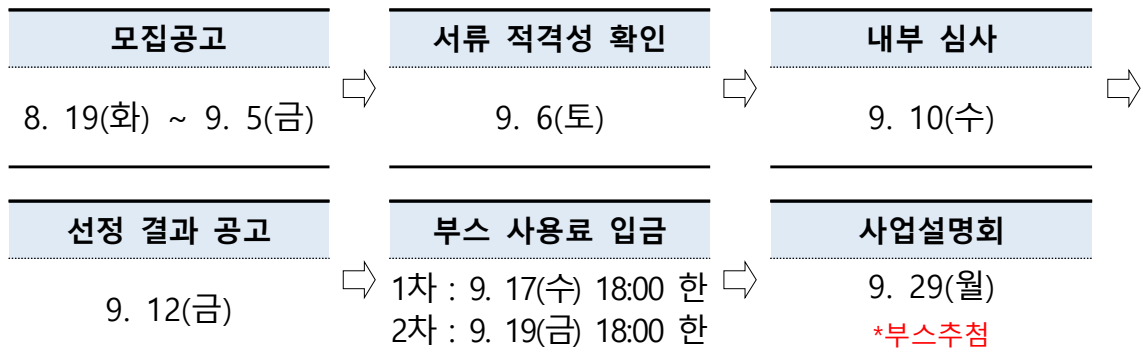 모집공고
8. 19(화) ~ 9. 5(금)
서류 적격성 확인
9. 6(토)
내부 심사
9. 10(수)
선정 결과 공고
9. 12(금)
부스 사용료 입금
1차 : 9. 17(수) 18:00 한
2차 : 9. 19(금) 18:00 한
사업설명회
9. 29(월)
*부스추첨